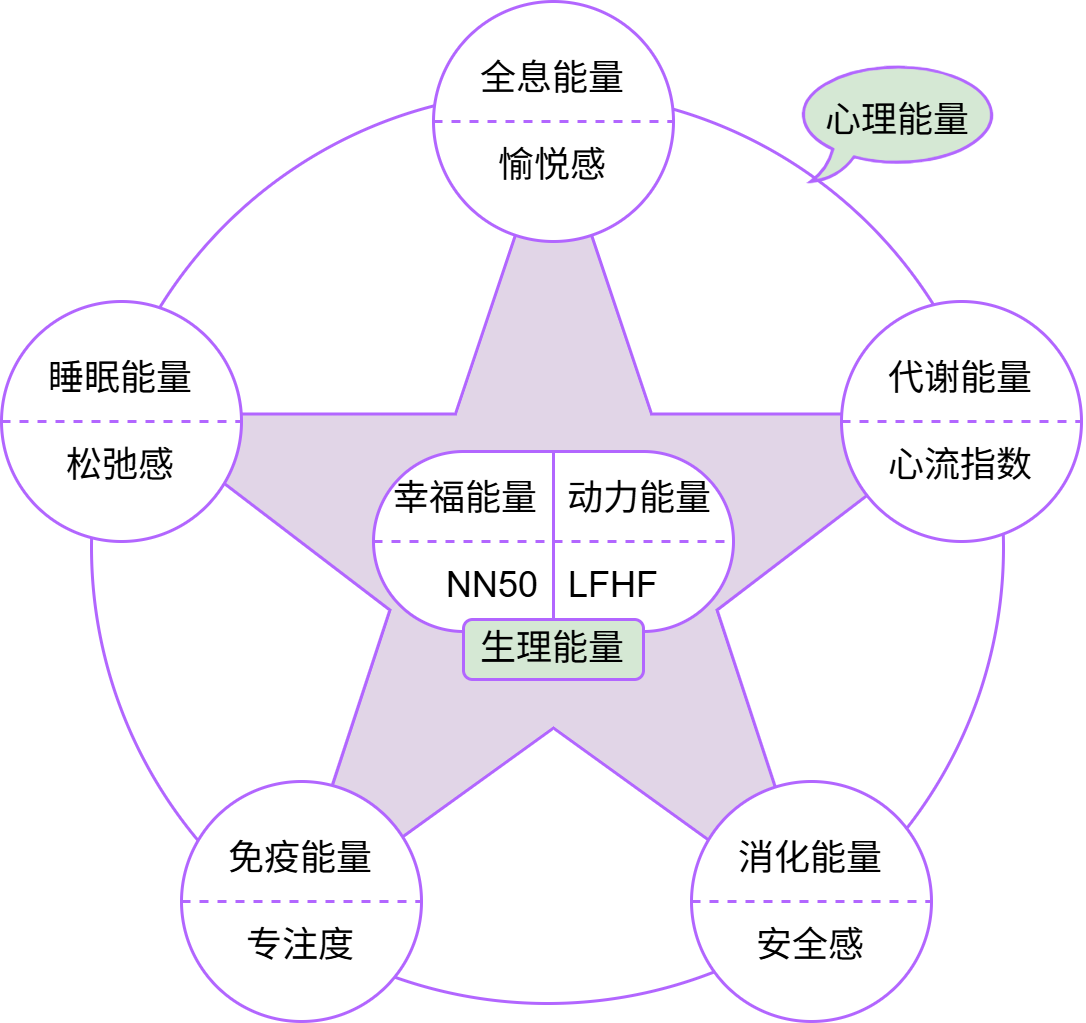 全息能量
愉悦感
心理能量
睡眠能量
松弛感
代谢能量
心流指数
幸福能量
动力能量
NN50
LFHF
生理能量
免疫能量
专注度
消化能量
安全感